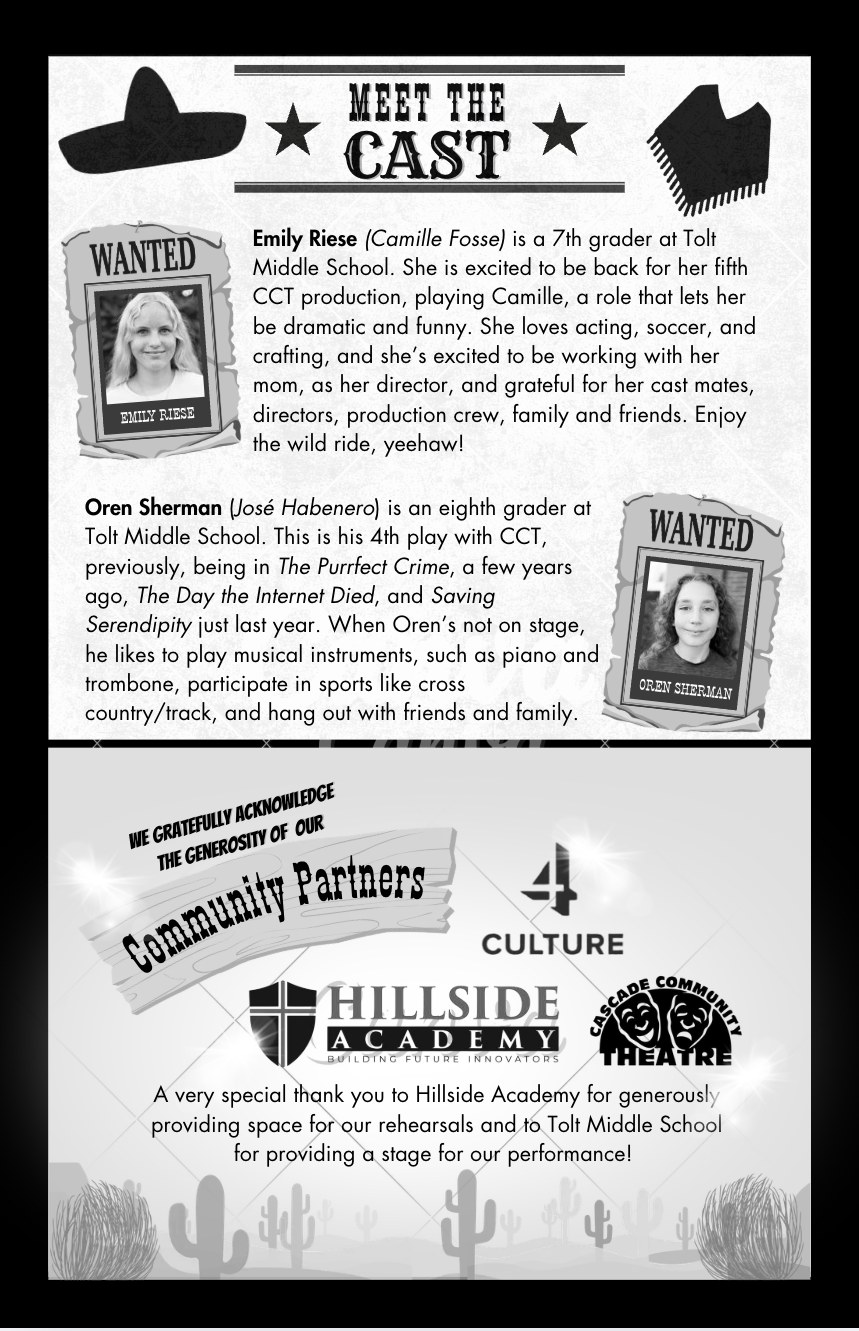 MEET THE
CAST
WANTED
EMILY RIESE
Emily Riese (Camille Fosse) is a 7th grader at Tolt
Middle School. She is excited to be back for her fifth
CCT production, playing Camille, a role that lets her
be dramatic and funny. She loves acting, soccer, and
crafting, and she's excited to be working with her
mom, as her director, and grateful for her cast mates,
directors, production crew, family and friends. Enjoy
the wild ride, yeehaw!
Oren Sherman (José Habenero) is an eighth grader at
Tolt Middle School. This is his 4th play with CCT,
previously, being in The Purrfect Crime, a few years
ago, The Day the Internet Died, and Saving
Serendipity just last year. When Oren's not on stage,
he likes to play musical instruments, such as piano and
trombone, participate in sports like cross
country/track, and hang out with friends and family.
WANTED
OREN SHERMAN
WE GRATEFULLY ACKNOWLEDGE
THE GENEROSITY OF OUR
Community Partners
4
CULTURE
HILLSIDE
ACADEMY
BUILDING FUTURE INNOVATORS
CASCADE COMMUNITY
THEATRE
A very special thank you to Hillside Academy for generously
providing space for our rehearsals and to Tolt Middle School
for providing a stage for our performance!